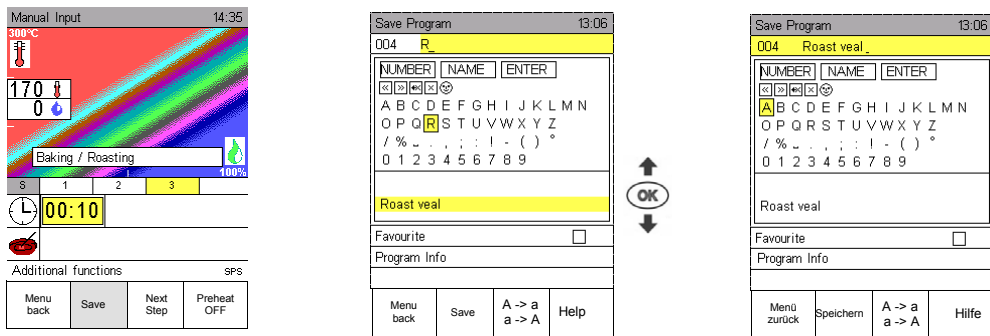 Manual Input 14:35
300°C
170
0
Baking / Roasting
100%
S 1 2 3
00:10
Additional functions SPS
Menu back Save Next Step Preheat OFF
Save Program 13:06
004 R_
NUMBER NAME ENTER
A B C D E F G H I J K L M N
O P Q R S T U V W X Y Z
/ % ⌣ . , ; : ! - ( ) °
0 1 2 3 4 5 6 7 8 9
Roast veal
Favourite
Program Info
Menu back Save A -> a a -> A Help
OK
Save Program 13:06
004 Roast veal_
NUMBER NAME ENTER
A B C D E F G H I J K L M N
O P Q R S T U V W X Y Z
/ % ⌣ . , ; : ! - ( ) °
0 1 2 3 4 5 6 7 8 9
Roast veal
Favourite
Program Info
Menü zurück Speichern A -> a a -> A Hilfe